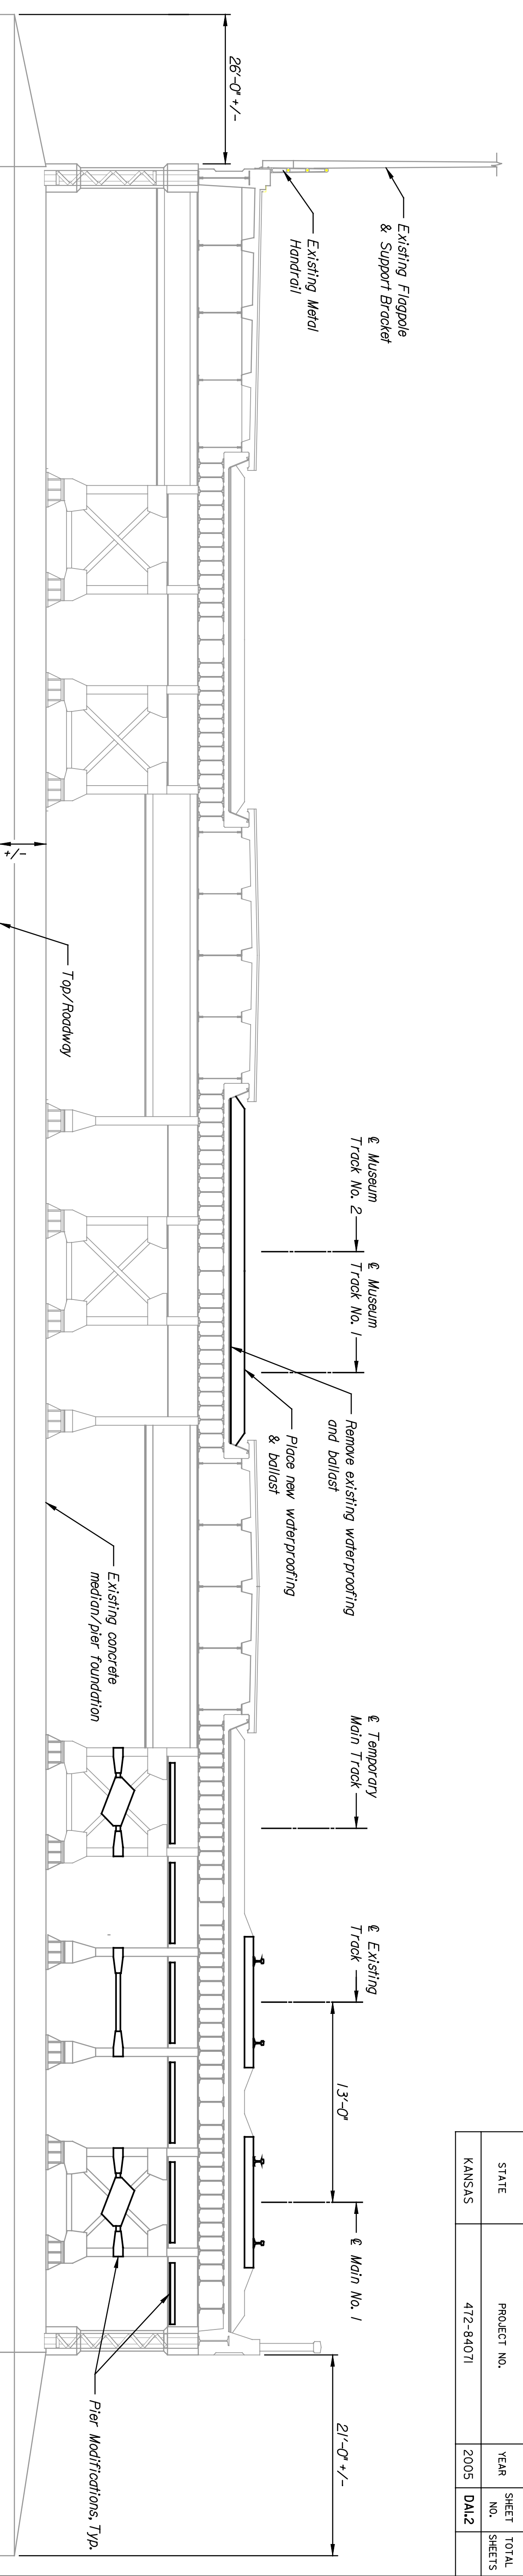 STATE
PROJECT NO.
YEAR
SHEET NO.
TOTAL SHEETS
KANSAS
472-84071
2005
DA1.2
26'-0" +/-
Existing Flagpole
& Support Bracket
Existing Metal
Handrail
+/-
Top/Roadway
℄ Museum
Track No. 2
℄ Museum
Track No. 1
Remove existing waterproofing
and ballast
Place new waterproofing
& ballast
Existing concrete
median/pier foundation
℄ Temporary
Main Track
℄ Existing
Track
13'-0"
℄ Main No. 1
21'-0" +/-
Pier Modifications, Typ.